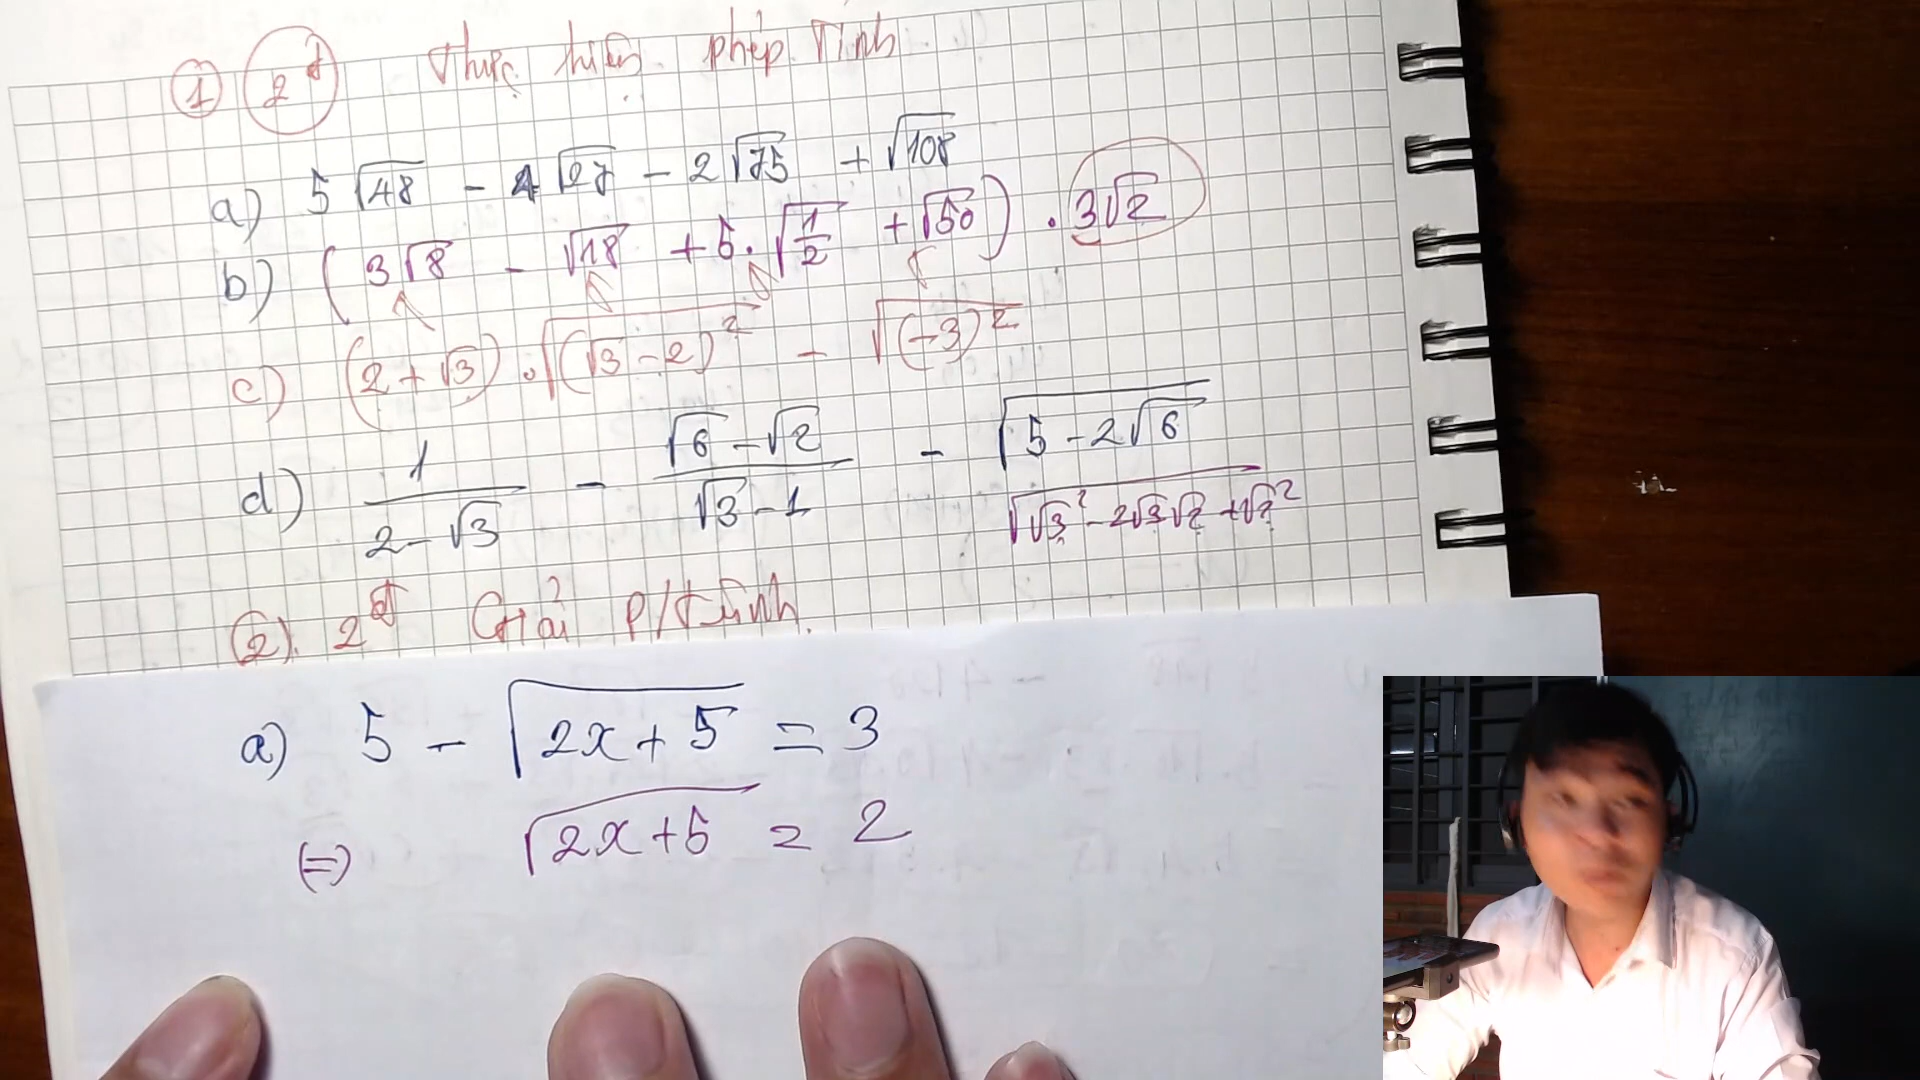 ① 2đ Thực hiện phép Tính
a) 5√48 - 4√27 - 2√75 + √108
b) (3√8 - √18 + 5.√(1/2) + √50) . 3√2
c) (2+√3).√((√3-2)²) - √((-3)²)
d) 1/(2-√3) - (√6-√2)/(√3-1) - √(5-2√6)
√(√3² - 2√3√2 + √2²)
②. 2đ Giải P/trình.
a) 5 - √(2x+5) = 3
⇔ √(2x+5) = 2